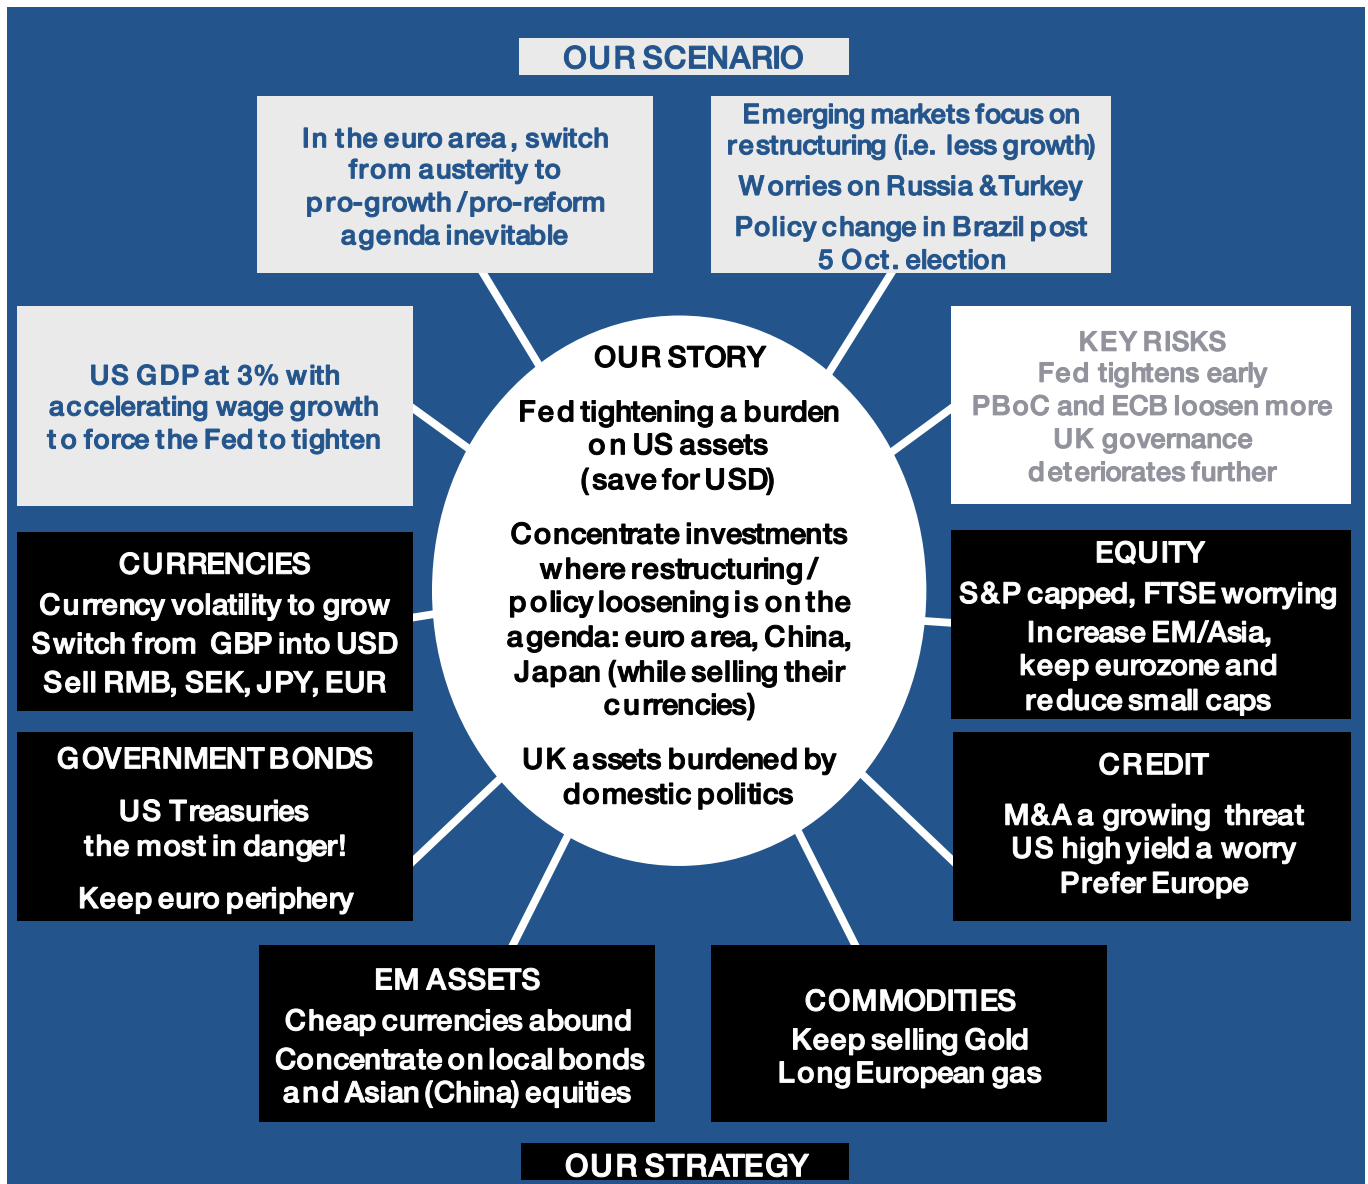 OUR SCENARIO
In the euro area, switch
from austerity to
pro-growth/pro-reform
agenda inevitable
Emerging markets focus on
restructuring (i.e. less growth)
Worries on Russia &Turkey
Policy change in Brazil post
5 Oct. election
US GDP at 3% with
accelerating wage growth
to force the Fed to tighten
OUR STORY
Fed tightening a burden
on US assets
(save for USD)
Concentrate investments
where restructuring/
policy loosening is on the
agenda: euro area, China,
Japan (while selling their
currencies)
UK assets burdened by
domestic politics
KEY RISKS
Fed tightens early
PBoC and ECB loosen more
UK governance
deteriorates further
CURRENCIES
Currency volatility to grow
Switch from GBP into USD
Sell RMB, SEK, JPY, EUR
EQUITY
S&P capped, FTSE worrying
Increase EM/Asia,
keep eurozone and
reduce small caps
GOVERNMENT BONDS
US Treasuries
the most in danger!
Keep euro periphery
CREDIT
M&A a growing threat
US high yield a worry
Prefer Europe
EM ASSETS
Cheap currencies abound
Concentrate on local bonds
and Asian (China) equities
COMMODITIES
Keep selling Gold
Long European gas
OUR STRATEGY